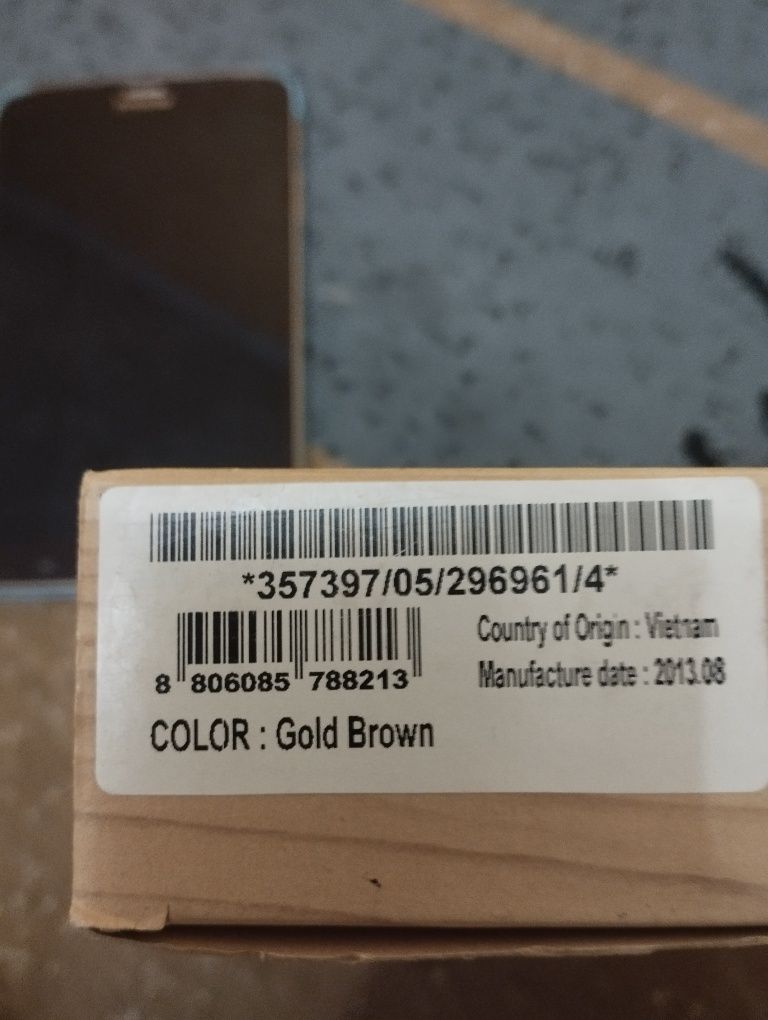 *357397/05/296961/4*
8 806085 788213
Country of Origin : Vietnam
Manufacture date : 2013.08
COLOR : Gold Brown